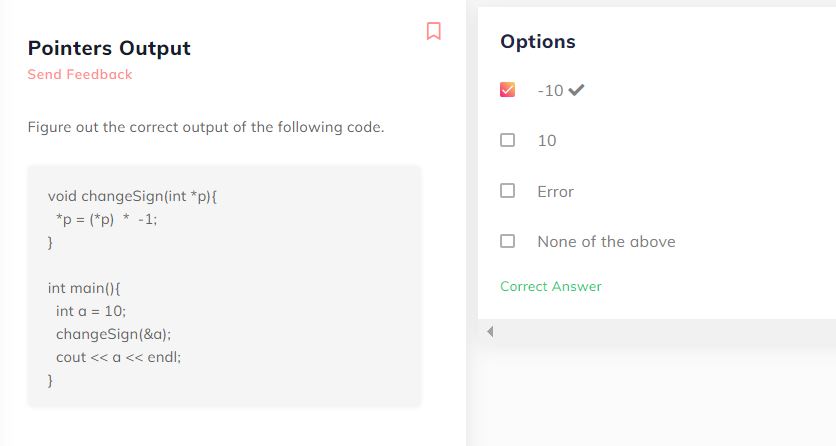 Pointers Output
Send Feedback
Figure out the correct output of the following code.
void changeSign(int *p){
*p = (*p) * -1;
}
int main(){
int a = 10;
changeSign(&a);
cout << a << endl;
}
Options
-10
10
Error
None of the above
Correct Answer